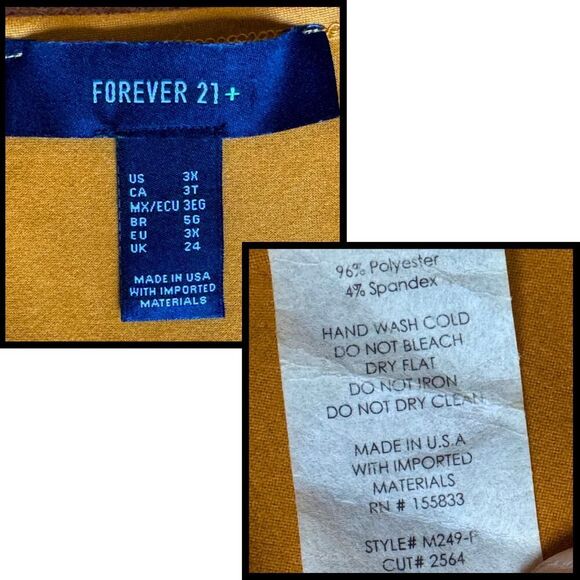 FOREVER 21+
US 3X
CA 3T
MX/ECU 3EG
BR 5G
EU 3X
UK 24
MADE IN USA
WITH IMPORTED
MATERIALS
96% Polyester
4% Spandex
HAND WASH COLD
DO NOT BLEACH
DRY FLAT
DO NOT IRON
DO NOT DRY CLEAN
MADE IN U.S.A
WITH IMPORTED
MATERIALS
RN # 155833
STYLE# M249-P
CUT# 2564